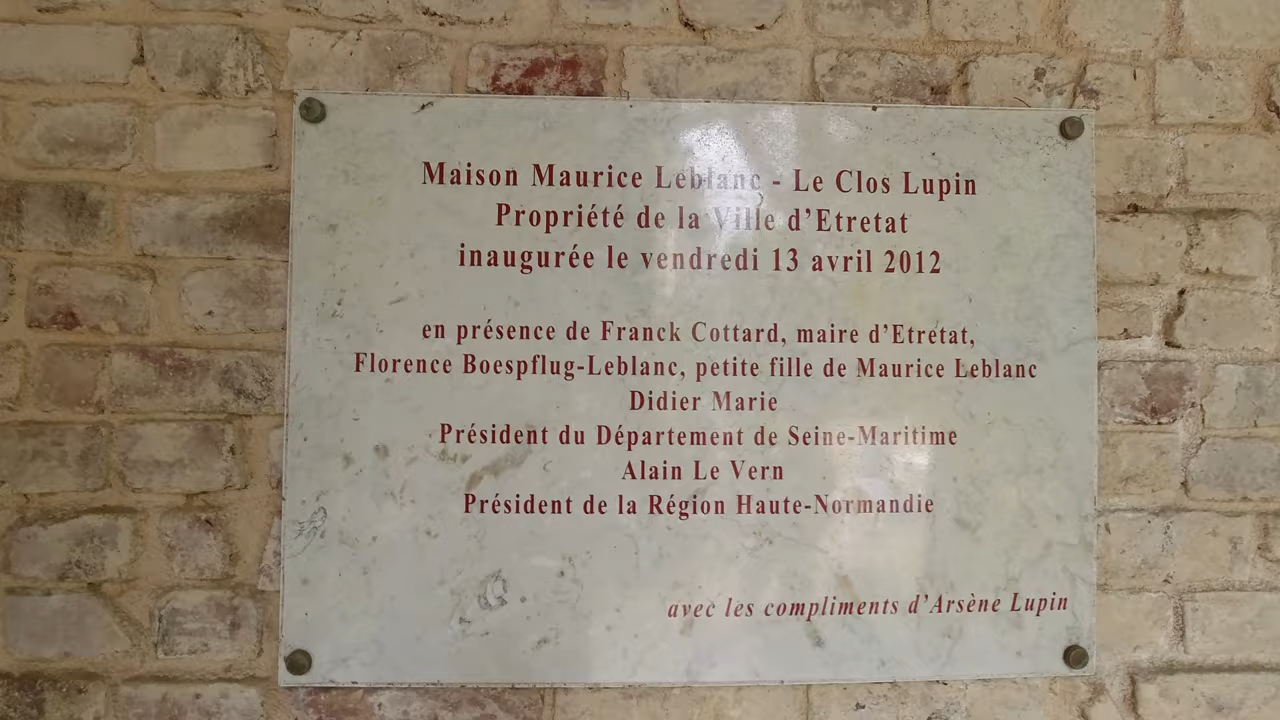 Maison Maurice Leblanc - Le Clos Lupin
Propriété de la Ville d’Etretat
inaugurée le vendredi 13 avril 2012
en présence de Franck Cottard, maire d’Etretat,
Florence Boespflug-Leblanc, petite fille de Maurice Leblanc
Didier Marie
Président du Département de Seine-Maritime
Alain Le Vern
Président de la Région Haute-Normandie
avec les compliments d’Arsène Lupin